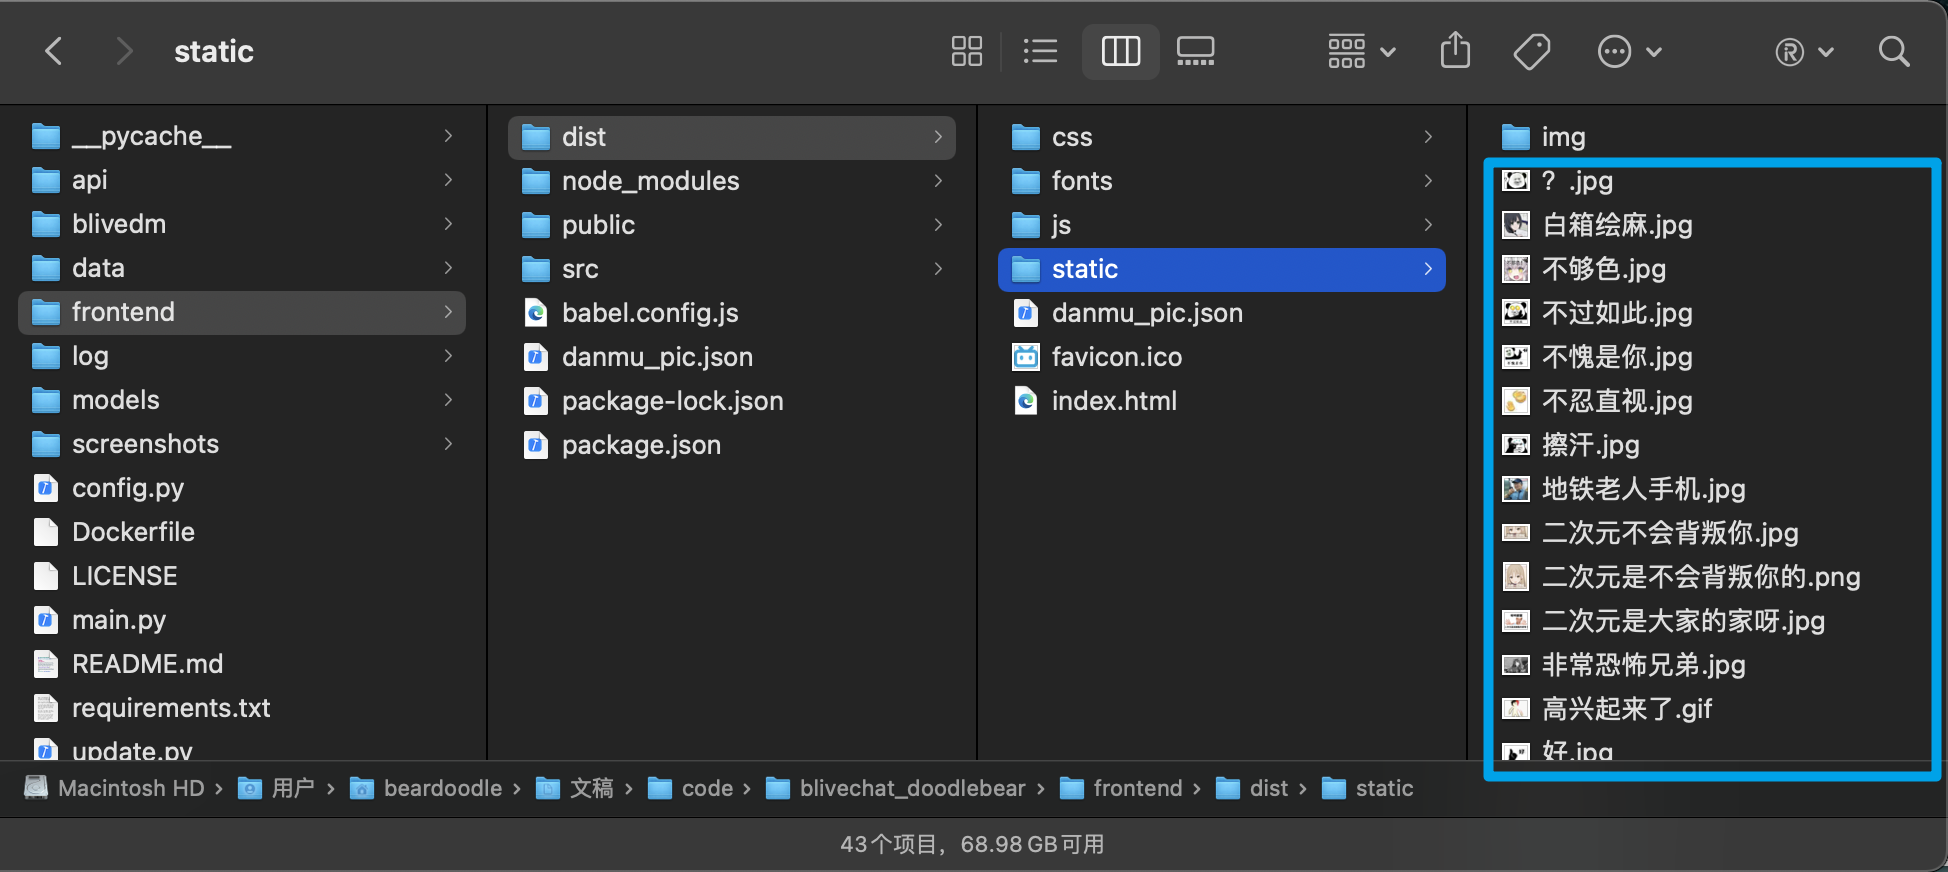 static
__pycache__
api
blivedm
data
frontend
log
models
screenshots
config.py
Dockerfile
LICENSE
main.py
README.md
requirements.txt
update.py
dist
node_modules
public
src
babel.config.js
danmu_pic.json
package-lock.json
package.json
css
fonts
js
static
danmu_pic.json
favicon.ico
index.html
img
？.jpg
白箱绘麻.jpg
不够色.jpg
不过如此.jpg
不愧是你.jpg
不忍直视.jpg
擦汗.jpg
地铁老人手机.jpg
二次元不会背叛你.jpg
二次元是不会背叛你的.png
二次元是大家的家呀.jpg
非常恐怖兄弟.jpg
高兴起来了.gif
好.jpg
Macintosh HD › 用户 › beardoodle › 文稿 › code › blivechat_doodlebear › frontend › dist › static
43个项目，68.98 GB可用